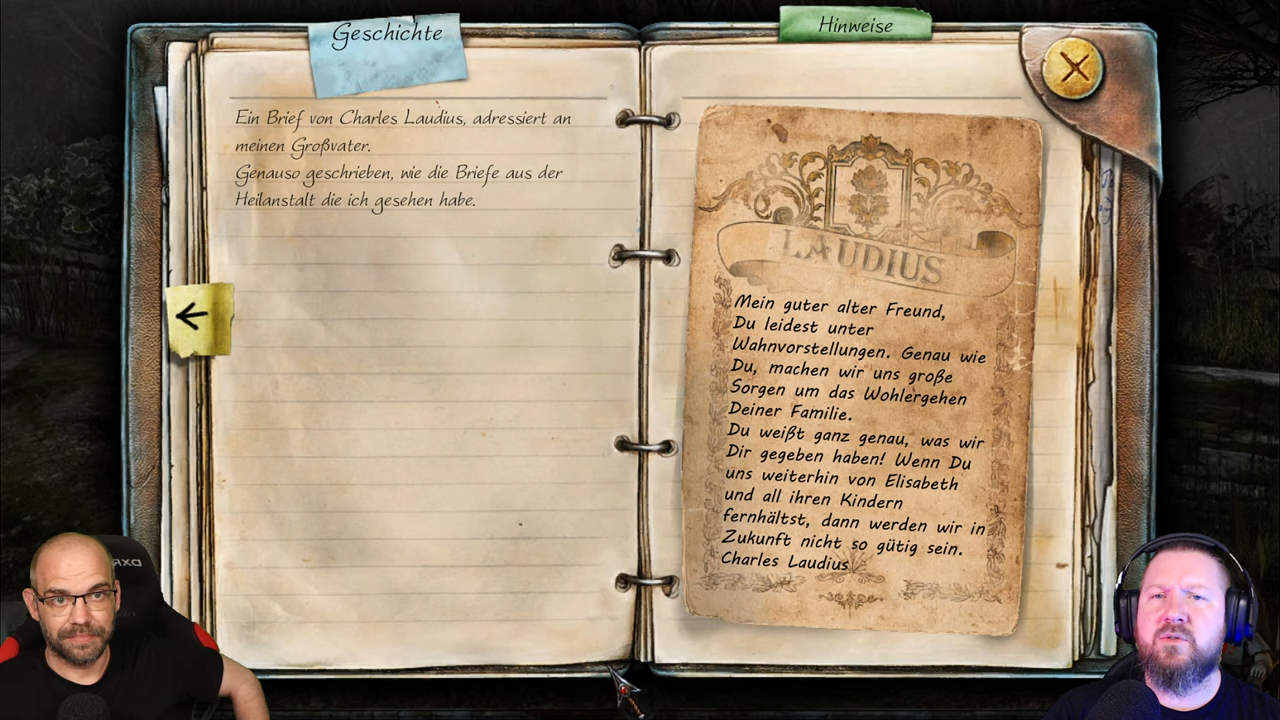 Geschichte
Hinweise
Ein Brief von Charles Laudius, adressiert an
meinen Großvater.
Genauso geschrieben, wie die Briefe aus der
Heilanstalt die ich gesehen habe.
LAUDIUS
Mein guter alter Freund,
Du leidest unter
Wahnvorstellungen. Genau wie
Du, machen wir uns große
Sorgen um das Wohlergehen
Deiner Familie.
Du weißt ganz genau, was wir
Dir gegeben haben! Wenn Du
uns weiterhin von Elisabeth
und all ihren Kindern
fernhältst, dann werden wir in
Zukunft nicht so gütig sein.
Charles Laudius